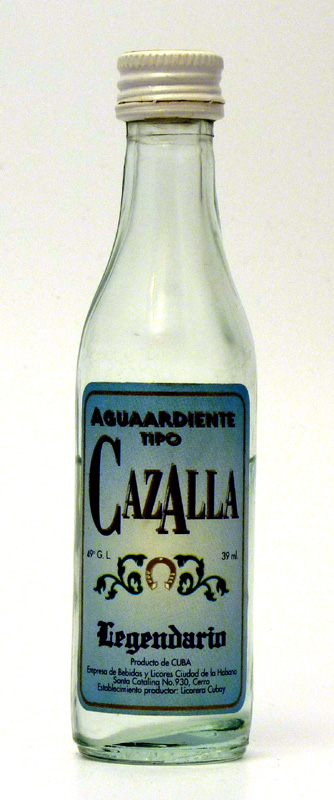 AGUAARDIENTE
TIPO
CAZALLA
49º G. L.
39 ml.
Legendario
Producto de CUBA
Empresa de Bebidas y Licores Ciudad de la Habana
Santa Catalina No.930, Cerro
Establecimiento productor: Licorera Cubay